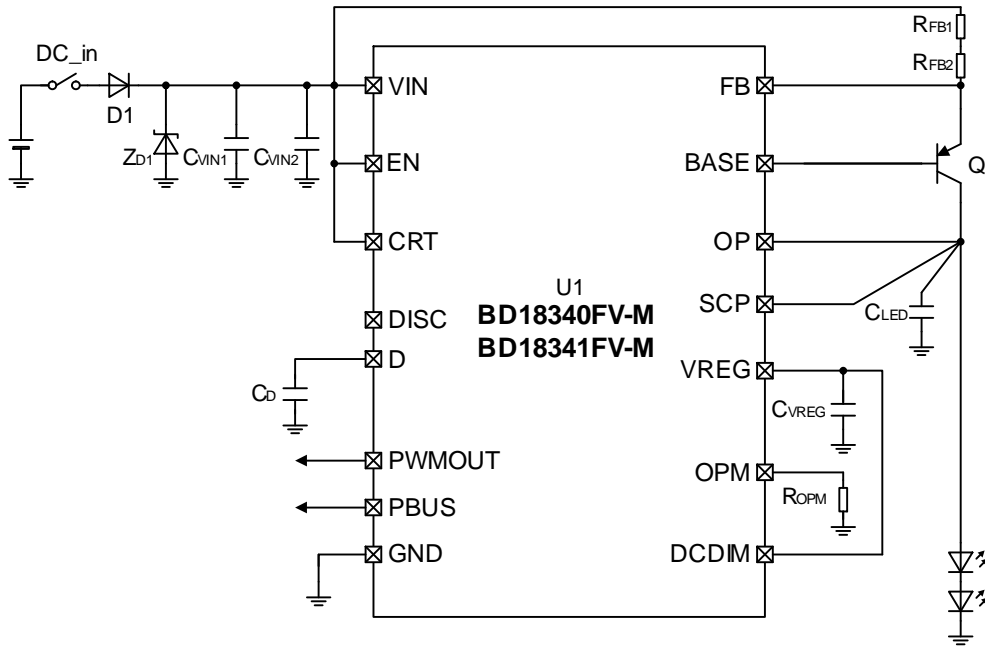 RFB1
DC_in
RFB2
VIN
FB
D1
ZD1
CVIN1
CVIN2
EN
BASE
Q
CRT
OP
U1
BD18340FV-M
BD18341FV-M
SCP
CLED
DISC
D
VREG
CD
CVREG
PWMOUT
OPM
ROPM
PBUS
GND
DCDIM